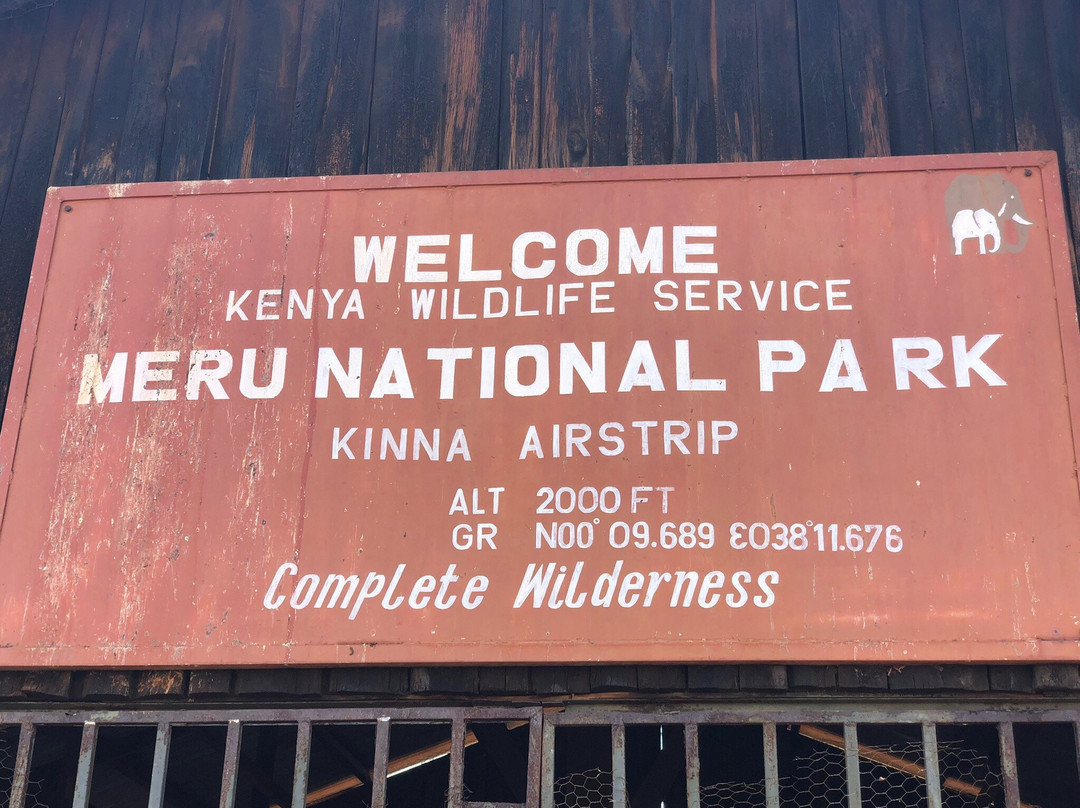 WELCOME
KENYA WILDLIFE SERVICE
MERU NATIONAL PARK
KINNA AIRSTRIP
ALT 2000 FT
GR N00° 09.689 E038°11.676
Complete Wilderness